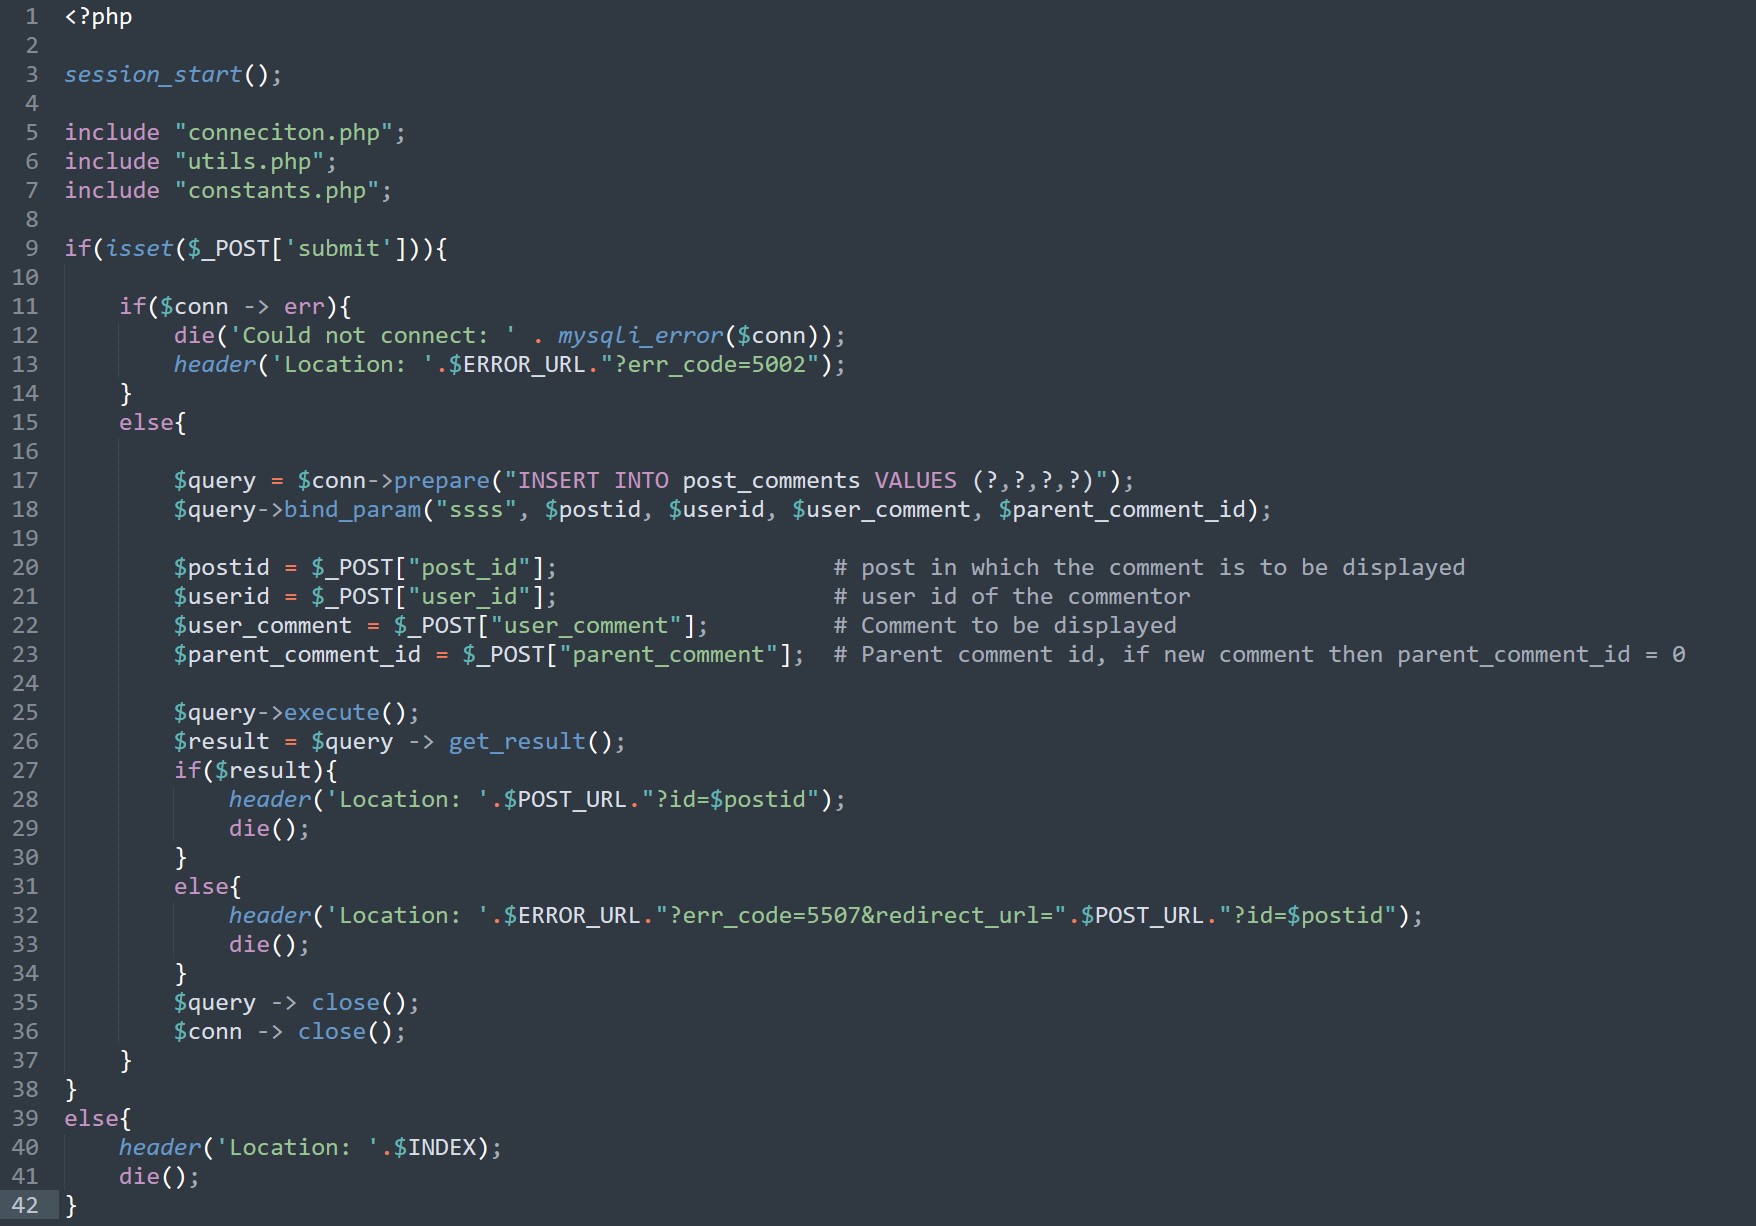 1 <?php
2
3 session_start();
4
5 include "conneciton.php";
6 include "utils.php";
7 include "constants.php";
8
9 if(isset($_POST['submit'])){
10
11     if($conn -> err){
12         die('Could not connect: ' . mysqli_error($conn));
13         header('Location: '.$ERROR_URL."?err_code=5002");
14     }
15     else{
16
17         $query = $conn->prepare("INSERT INTO post_comments VALUES (?,?,?,?)");
18         $query->bind_param("ssss", $postid, $userid, $user_comment, $parent_comment_id);
19
20         $postid = $_POST["post_id"];                    # post in which the comment is to be displayed
21         $userid = $_POST["user_id"];                    # user id of the commentor
22         $user_comment = $_POST["user_comment"];         # Comment to be displayed
23         $parent_comment_id = $_POST["parent_comment"];  # Parent comment id, if new comment then parent_comment_id = 0
24
25         $query->execute();
26         $result = $query -> get_result();
27         if($result){
28             header('Location: '.$POST_URL."?id=$postid");
29             die();
30         }
31         else{
32             header('Location: '.$ERROR_URL."?err_code=5507&redirect_url=".$POST_URL."?id=$postid");
33             die();
34         }
35         $query -> close();
36         $conn -> close();
37     }
38 }
39 else{
40     header('Location: '.$INDEX);
41     die();
42 }